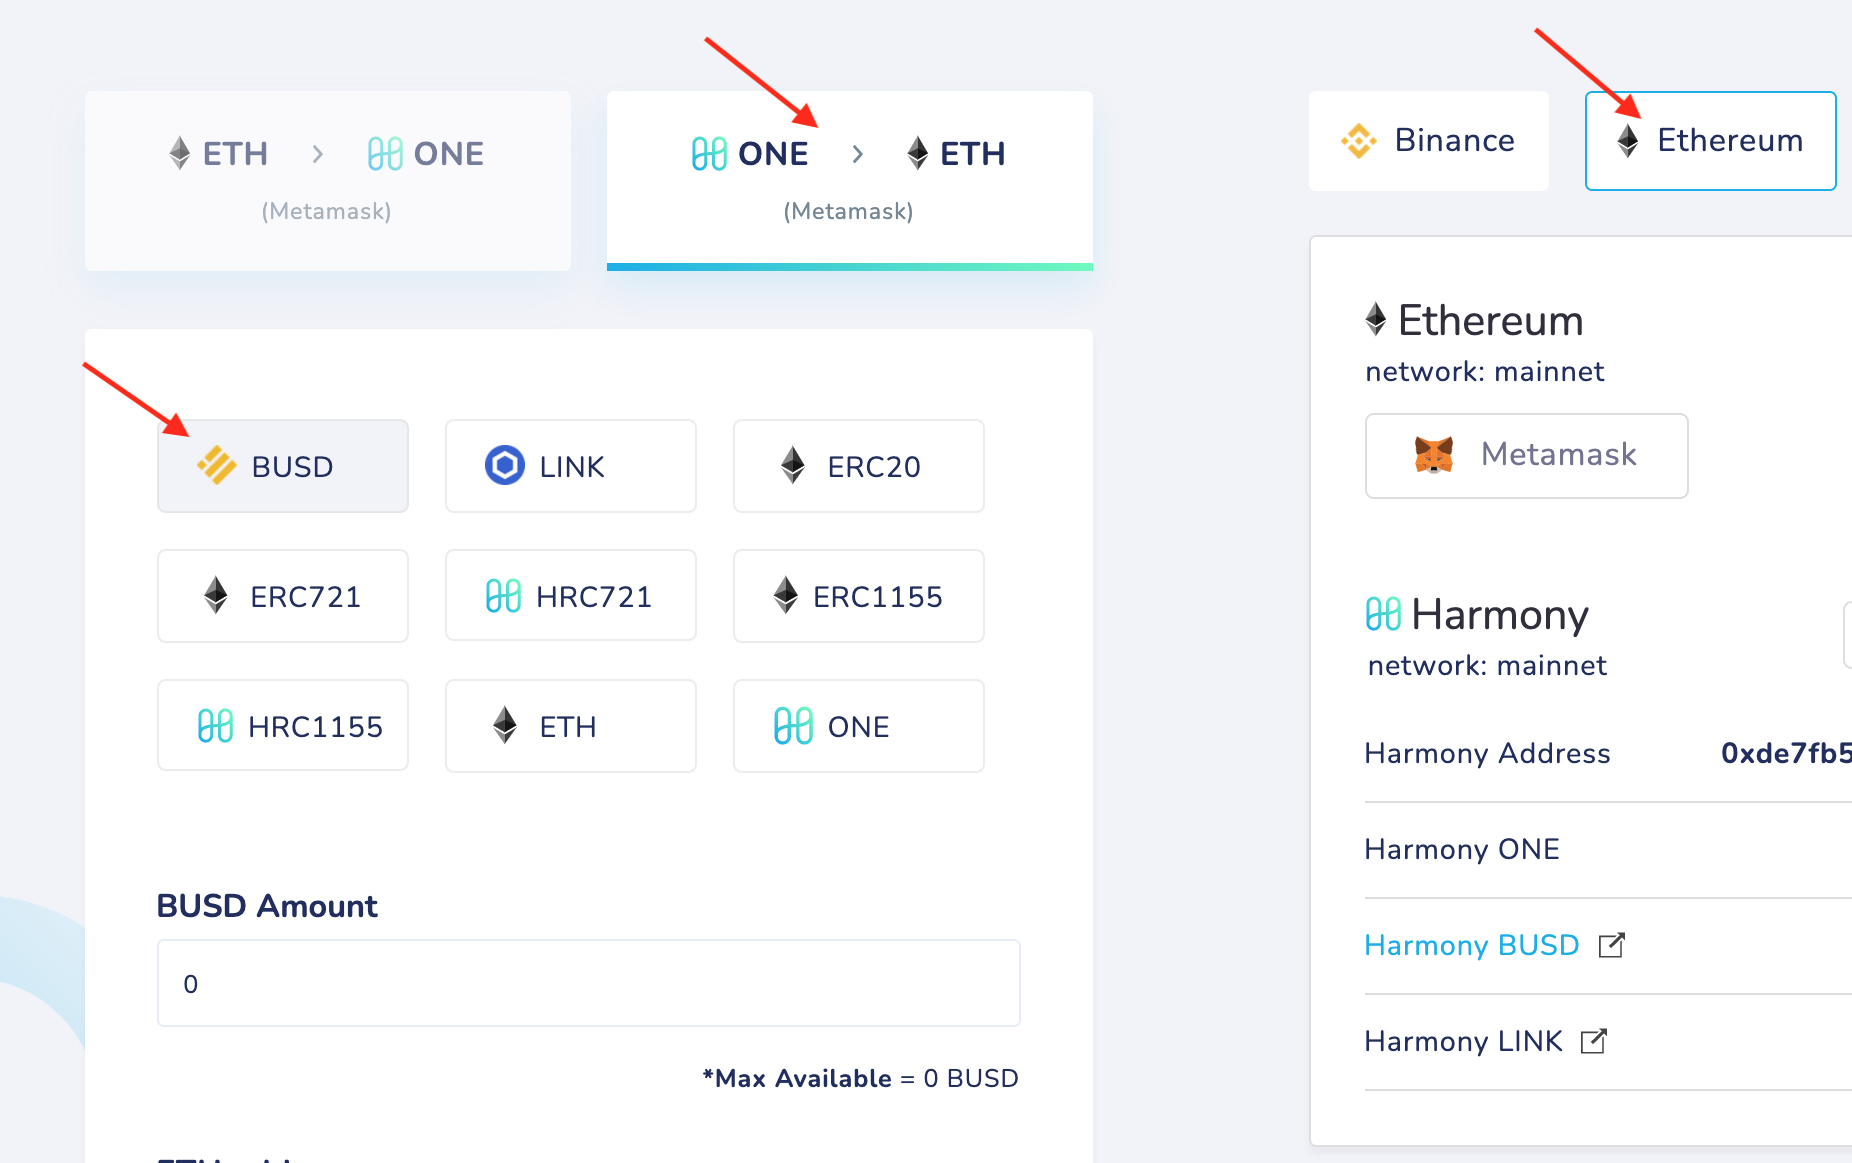 ETH > ONE
(Metamask)
ONE > ETH
(Metamask)
BUSD
LINK
ERC20
ERC721
HRC721
ERC1155
HRC1155
ETH
ONE
BUSD Amount
0
*Max Available = 0 BUSD
Binance
Ethereum
Ethereum
network: mainnet
Metamask
Harmony
network: mainnet
Harmony Address 0xde7fb5
Harmony ONE
Harmony BUSD
Harmony LINK